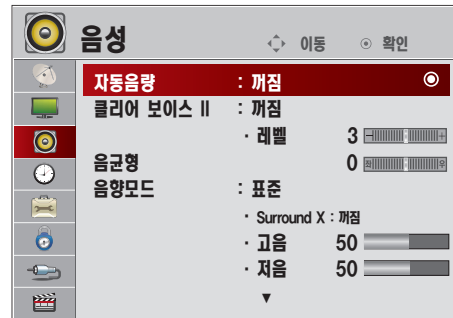 음성
이동 확인
자동음량 : 꺼짐
클리어 보이스 II : 꺼짐
· 레벨 3 - +
음균형 0 좌 우
음향모드 : 표준
· Surround X : 꺼짐
· 고음 50
· 저음 50